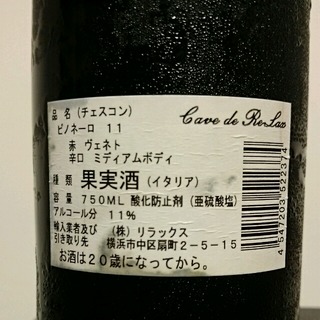 品 名 (チェスコン)
Cave de Re-Lax
ピノネーロ 11
赤 ヴェネト
辛口 ミディアムボディ
種 類 果実酒 (イタリア)
容 量 750ML 酸化防止剤 (亜硫酸塩)
アルコール分 11%
輸入業者及び (株) リラックス
引き取り先 横浜市中区扇町2-5-15
お酒は20歳になってから。
4 547203 522374